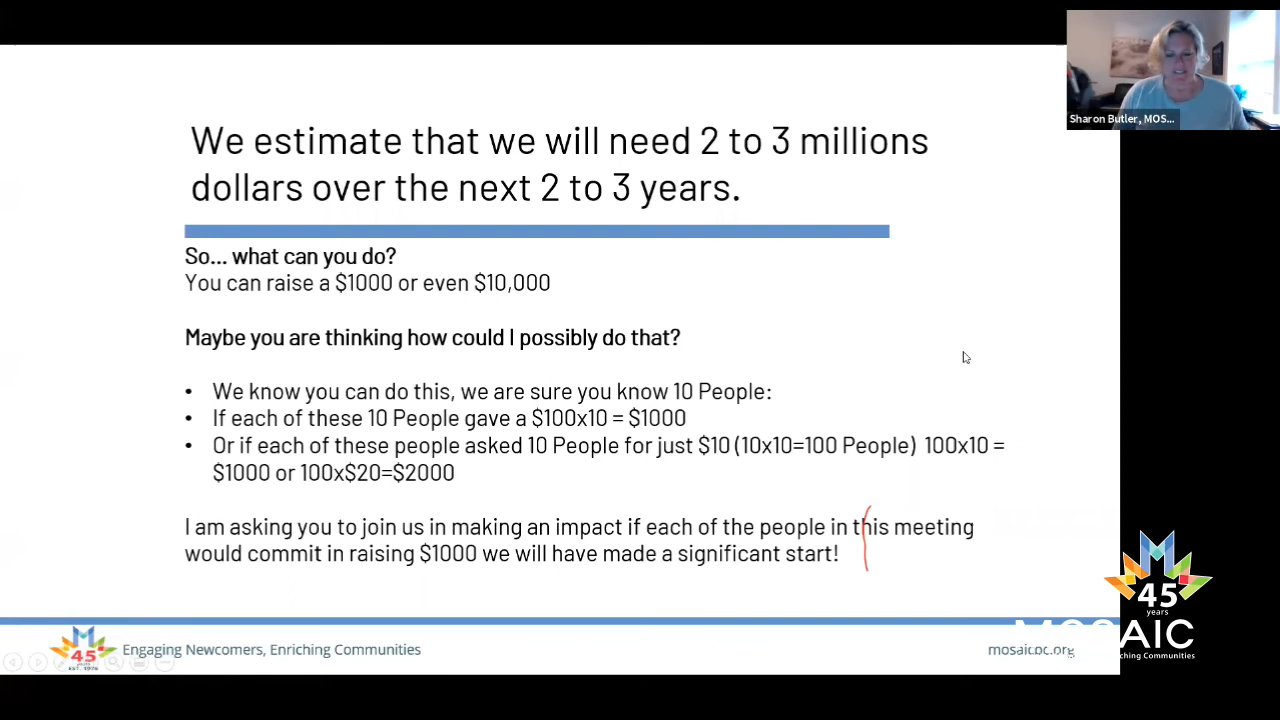 Sharon Butler, MOS...
We estimate that we will need 2 to 3 millions
dollars over the next 2 to 3 years.
So... what can you do?
You can raise a $1000 or even $10,000
Maybe you are thinking how could I possibly do that?
• We know you can do this, we are sure you know 10 People:
• If each of these 10 People gave a $100x10 = $1000
• Or if each of these people asked 10 People for just $10 (10x10=100 People) 100x10 =
$1000 or 100x$20=$2000
I am asking you to join us in making an impact if each of the people in this meeting
would commit in raising $1000 we will have made a significant start!
45
years
MOSAIC
45
Engaging Newcomers, Enriching Communities
mosaicbc.org